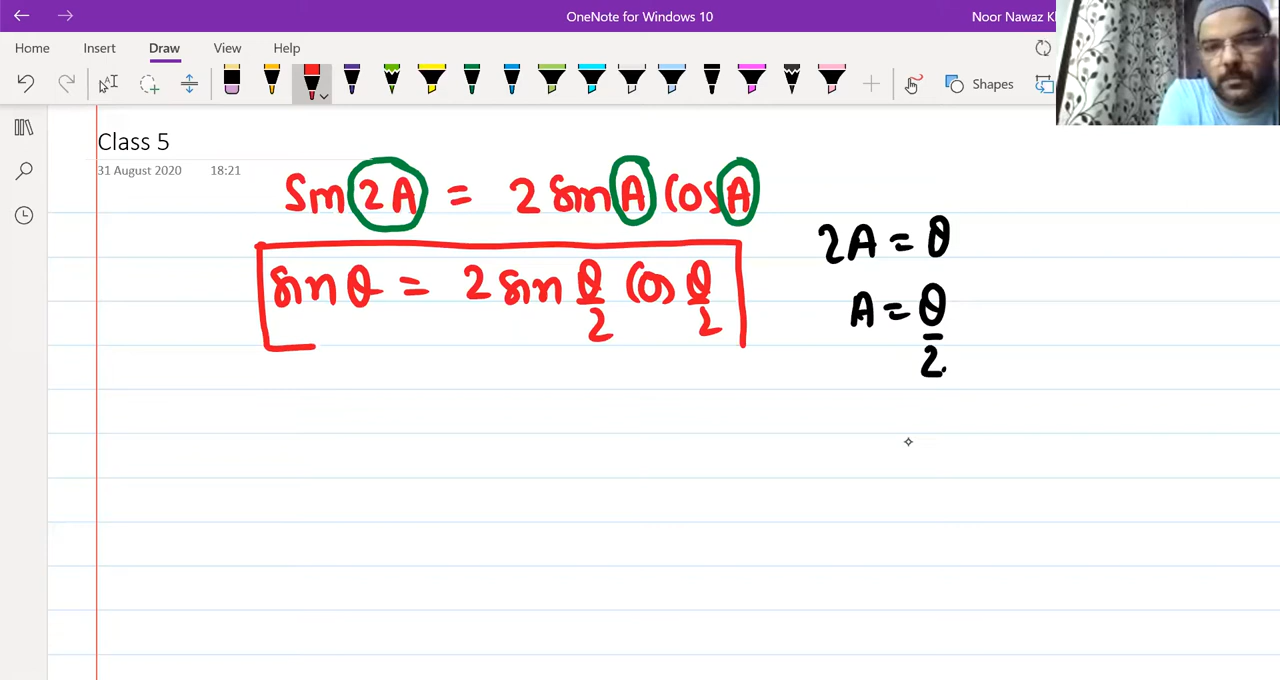 OneNote for Windows 10
Noor Nawaz Kh
Home Insert Draw View Help
Shapes
Class 5
31 August 2020 18:21
Sin 2A = 2 sin A Cos A
sin θ = 2 sin θ/2 Cos θ/2
2A = θ
A = θ/2